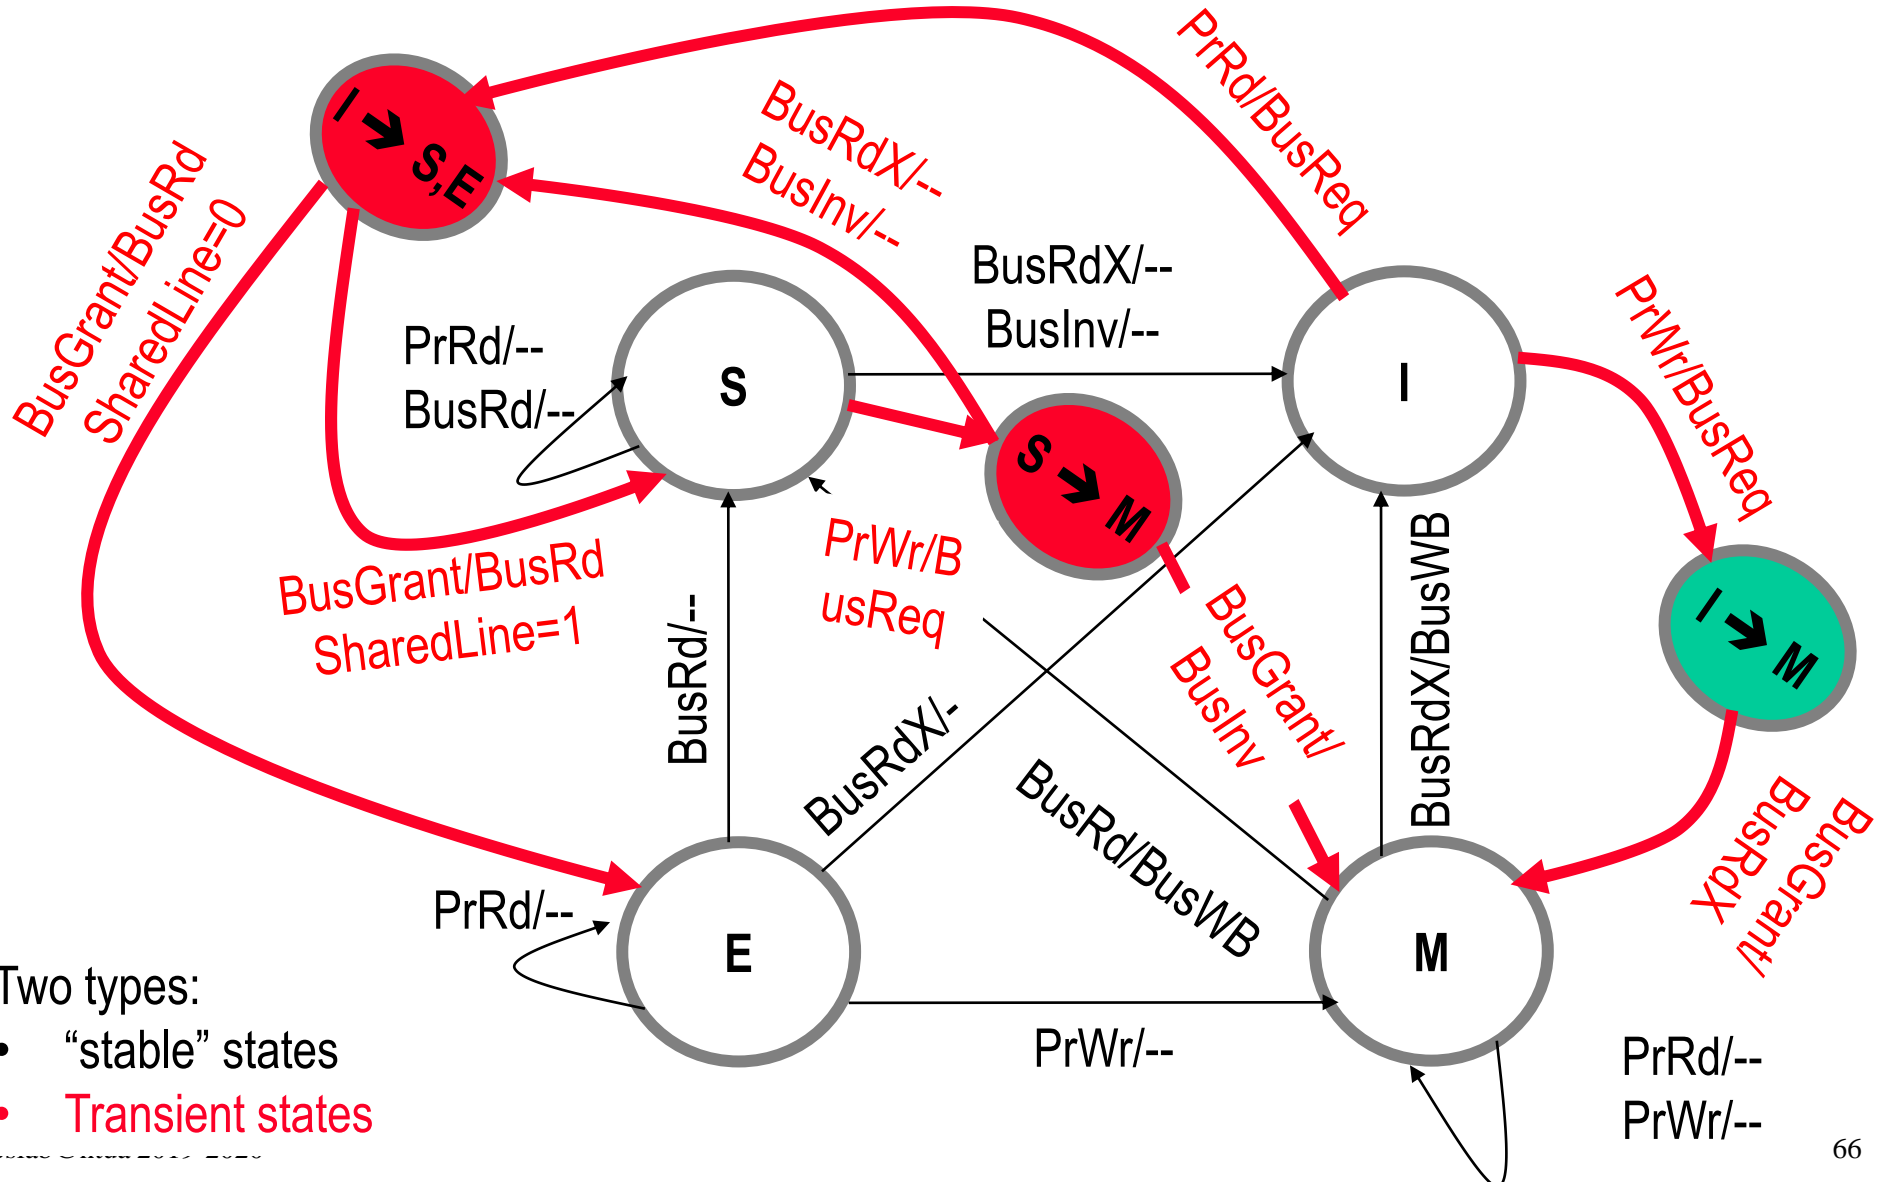 PrRd/BusReq
I ➔ S,E
BusRdX/--
BusInv/--
BusGrant/BusRd
SharedLine=0
BusRdX/--
BusInv/--
PrWr/BusReq
PrRd/--
BusRd/--
S
I
S ➔ M
PrWr/B
usReq
BusGrant/BusRd
SharedLine=1
BusRd/--
BusRdX/-
BusGrant/
BusInv
BusRdX/BusWB
I ➔ M
BusRd/BusWB
BusGrant/
BusRdX
PrRd/--
E
M
PrWr/--
PrRd/--
PrWr/--
Two types:
• “stable” states
• Transient states
2019-2020
66